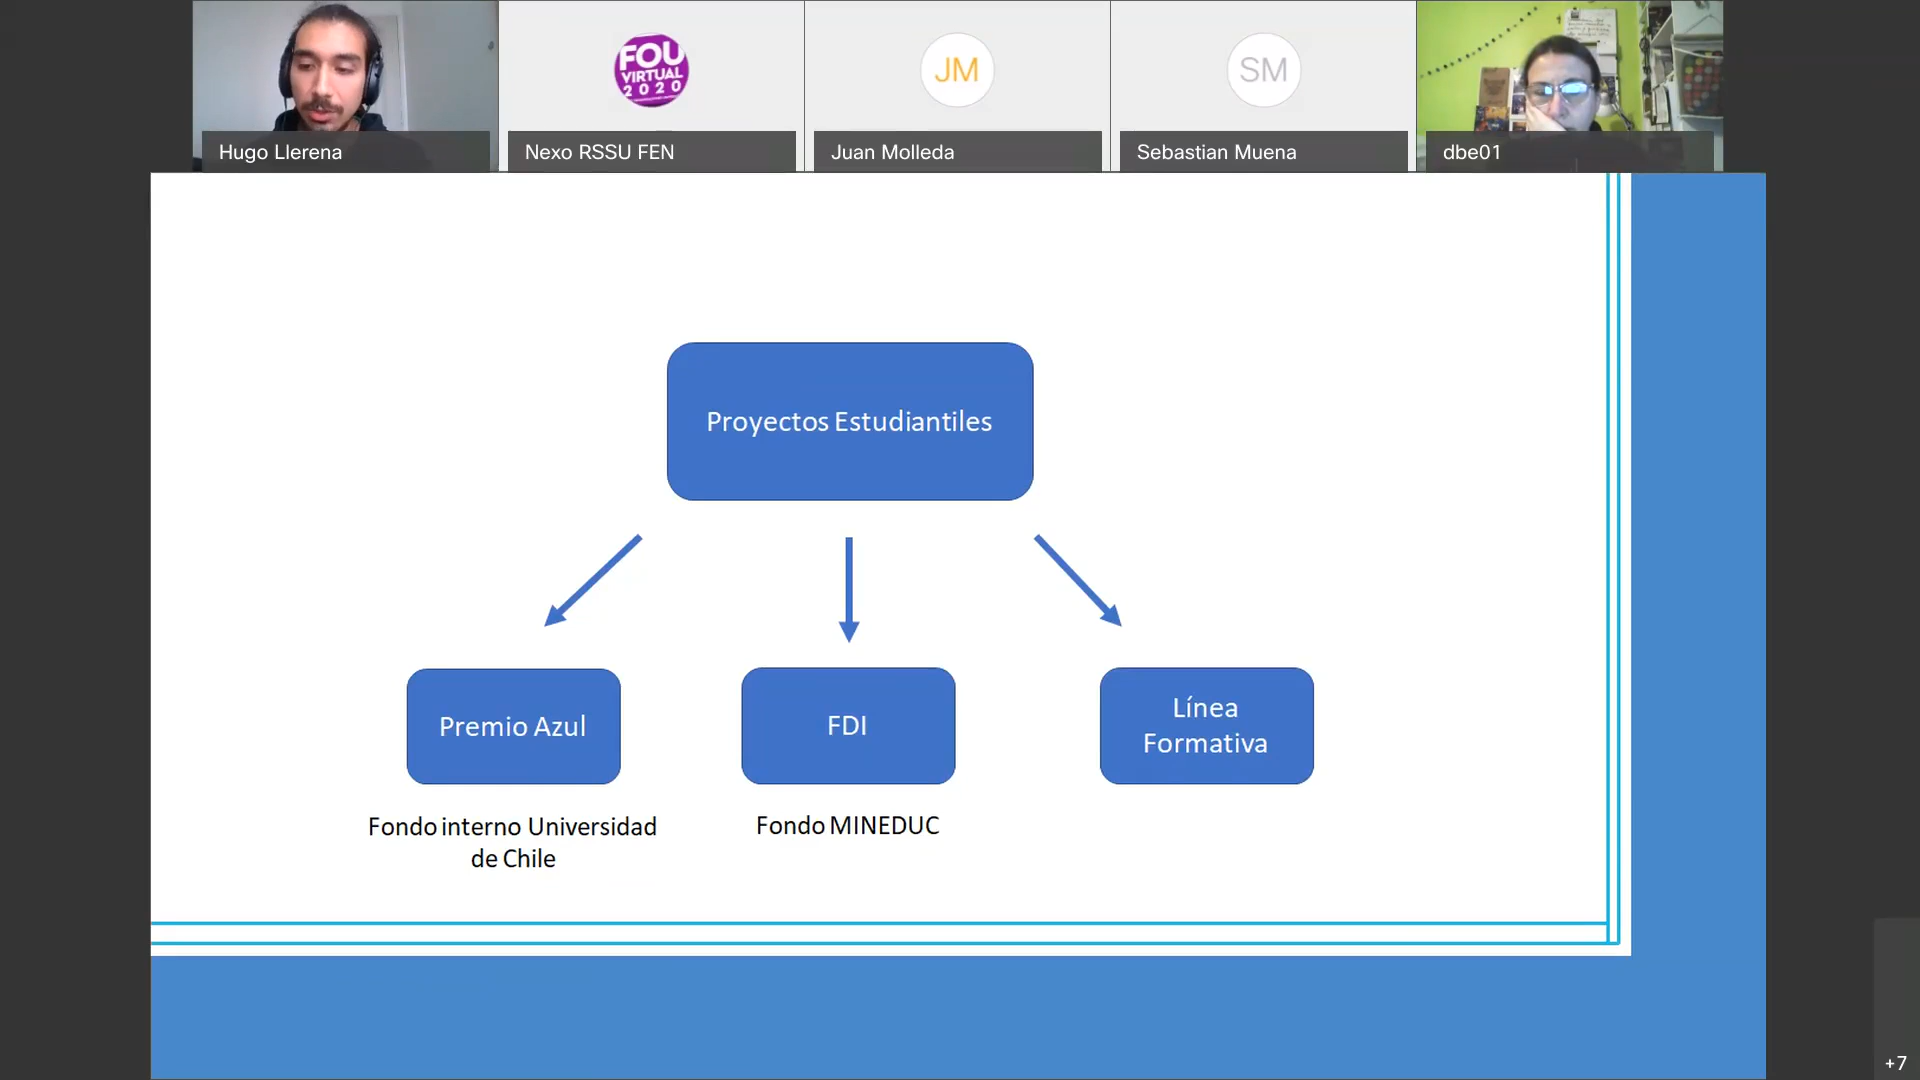 FOU
VIRTUAL
2020
JM
SM
Hugo Llerena
Nexo RSSU FEN
Juan Molleda
Sebastian Muena
dbe01
Proyectos Estudiantiles
Premio Azul
FDI
Línea
Formativa
Fondo interno Universidad
de Chile
Fondo MINEDUC
+7